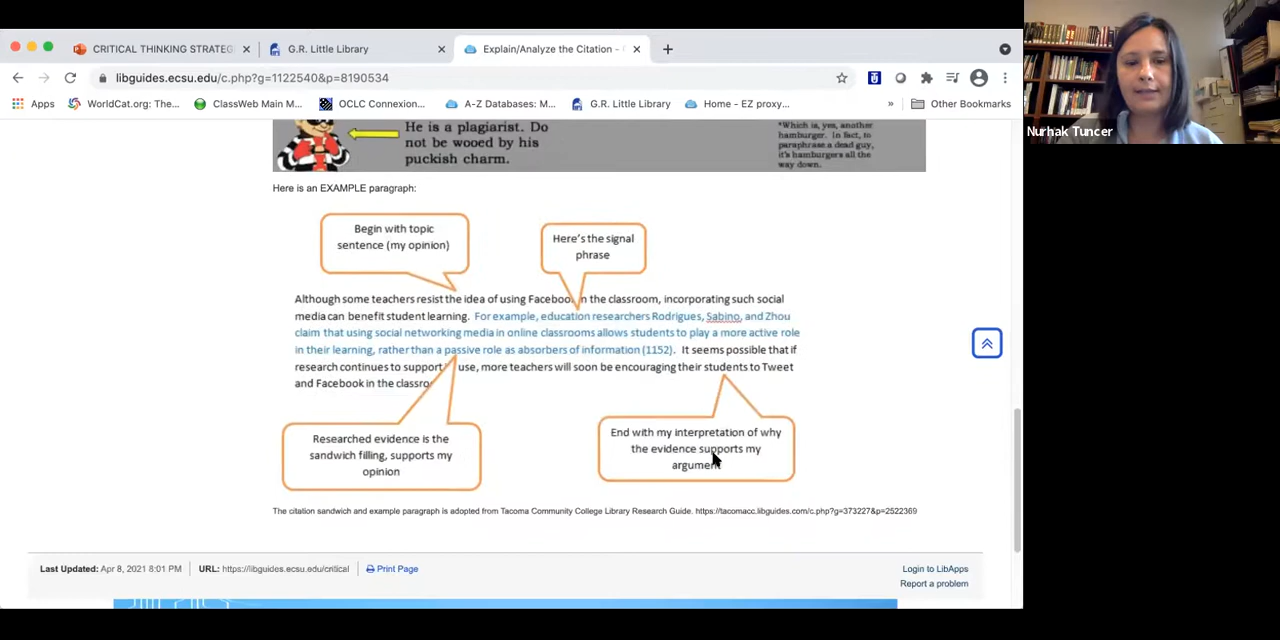 CRITICAL THINKING STRATEG
G.R. Little Library
Explain/Analyze the Citation -
libguides.ecsu.edu/c.php?g=1122540&p=8190534
Apps
WorldCat.org: The...
ClassWeb Main M...
OCLC Connexion...
A-Z Databases: M...
G.R. Little Library
Home - EZ proxy...
»
Other Bookmarks
Nurhak Tuncer
He is a plagiarist. Do
not be wooed by his
puckish charm.
*Which is, yes, another
hamburger. In fact, to
paraphrase a dead guy,
it's hamburgers all the
way down.
Here is an EXAMPLE paragraph:
Begin with topic
sentence (my opinion)
Here's the signal
phrase
Although some teachers resist the idea of using Facebook in the classroom, incorporating such social
media can benefit student learning. For example, education researchers Rodrigues, Sabino, and Zhou
claim that using social networking media in online classrooms allows students to play a more active role
in their learning, rather than a passive role as absorbers of information (1152). It seems possible that if
research continues to support use, more teachers will soon be encouraging their students to Tweet
and Facebook in the classro
Researched evidence is the
sandwich filling, supports my
opinion
End with my interpretation of why
the evidence supports my
argument
The citation sandwich and example paragraph is adopted from Tacoma Community College Library Research Guide. https://tacomacc.libguides.com/c.php?g=373227&p=2522369
Last Updated: Apr 8, 2021 8:01 PM
URL: https://libguides.ecsu.edu/critical
Print Page
Login to LibApps
Report a problem